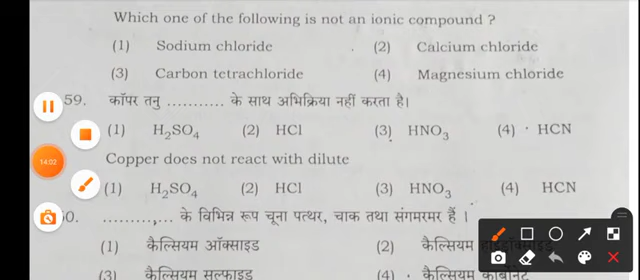 Which one of the following is not an ionic compound ?
(1) Sodium chloride (2) Calcium chloride
(3) Carbon tetrachloride (4) Magnesium chloride
59. कॉपर तनु ........... के साथ अभिक्रिया नहीं करता है।
(1) H₂SO₄ (2) HCl (3) HNO₃ (4) HCN
14:02
Copper does not react with dilute
(1) H₂SO₄ (2) HCl (3) HNO₃ (4) HCN
0. ........... के विभिन्न रूप चूना पत्थर, चाक तथा संगमरमर हैं ।
(1) कैल्सियम ऑक्साइड (2) कैल्सियम
(3) कैल्सियम सल्फाइड (4) कैल्सियम कार्बोनेट